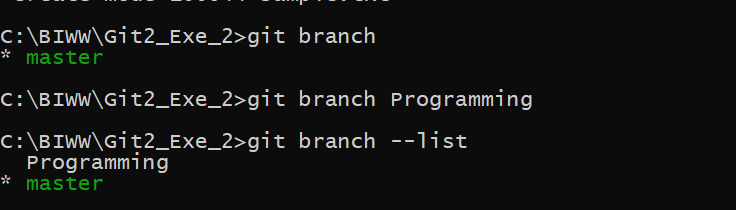 C:\BIWW\Git2_Exe_2>git branch
* master
C:\BIWW\Git2_Exe_2>git branch Programming
C:\BIWW\Git2_Exe_2>git branch --list
Programming
* master